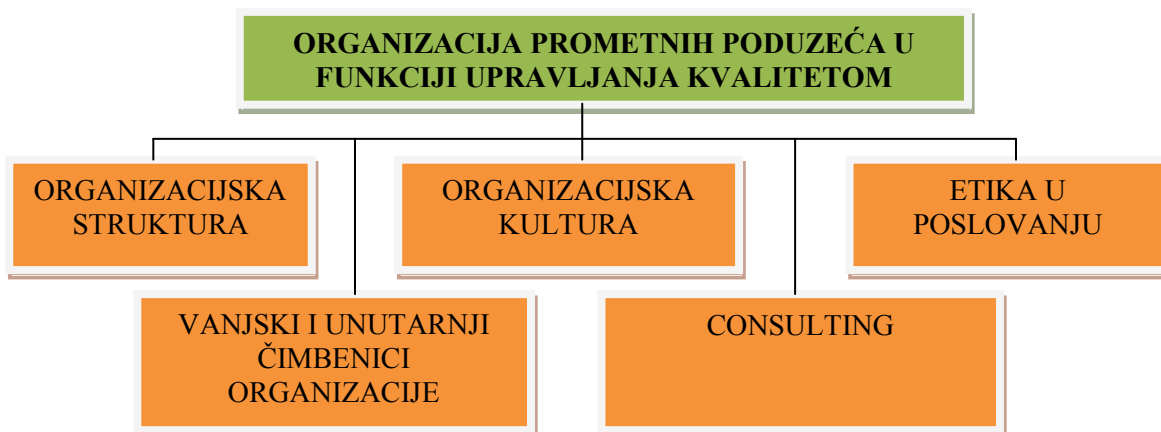 ORGANIZACIJA PROMETNIH PODUZEĆA U
FUNKCIJI UPRAVLJANJA KVALITETOM
ORGANIZACIJSKA
STRUKTURA
ORGANIZACIJSKA
KULTURA
ETIKA U
POSLOVANJU
VANJSKI I UNUTARNJI
ČIMBENICI
ORGANIZACIJE
CONSULTING